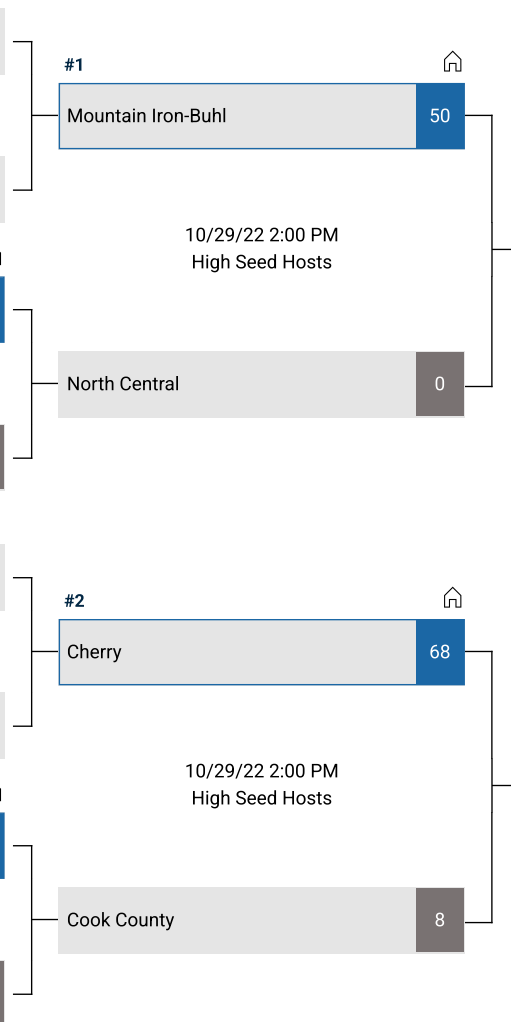 #1
Mountain Iron-Buhl 50
10/29/22 2:00 PM
High Seed Hosts
North Central 0
#2
Cherry 68
10/29/22 2:00 PM
High Seed Hosts
Cook County 8